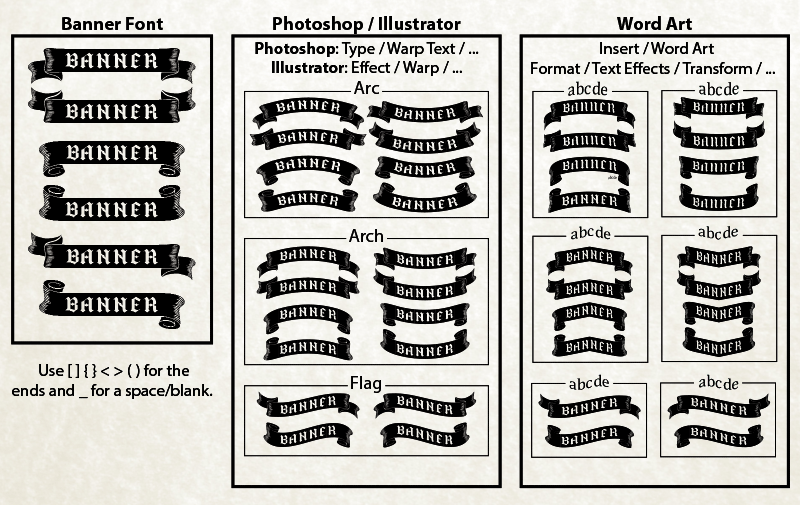 Banner Font
BANNER
BANNER
BANNER
BANNER
BANNER
BANNER
Use [ ] { } < > ( ) for the
ends and _ for a space/blank.
Photoshop / Illustrator
Photoshop: Type / Warp Text / ...
Illustrator: Effect / Warp / ...
Arc
BANNER BANNER
BANNER BANNER
BANNER BANNER
BANNER BANNER
Arch
BANNER BANNER
BANNER BANNER
BANNER BANNER
BANNER BANNER
Flag
BANNER BANNER
BANNER BANNER
Word Art
Insert / Word Art
Format / Text Effects / Transform / ...
abcde abcde
BANNER BANNER
BANNER BANNER
BANNER BANNER
BANNER BANNER
abcde abcde
BANNER BANNER
BANNER BANNER
BANNER BANNER
BANNER BANNER
abcde abcde
BANNER BANNER
BANNER BANNER